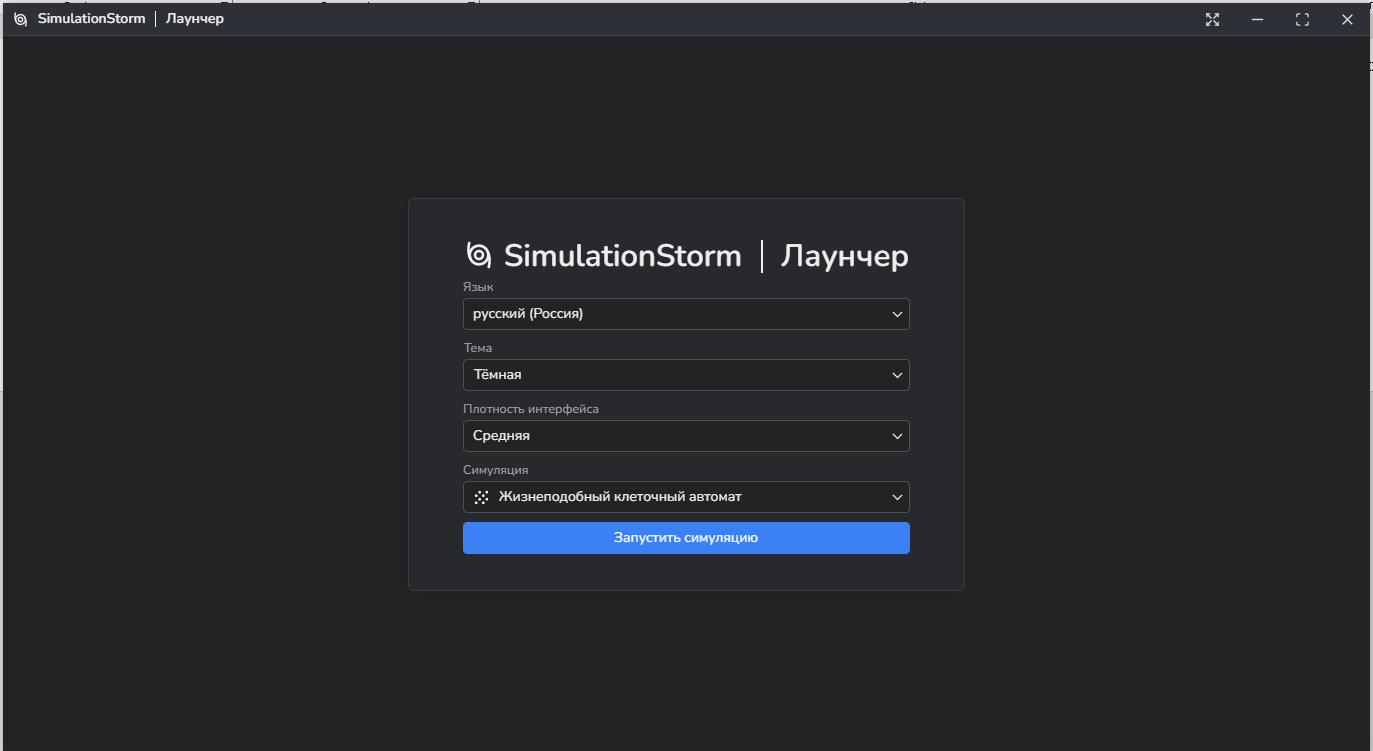 SimulationStorm | Лаунчер
SimulationStorm | Лаунчер
Язык
русский (Россия)
Тема
Тёмная
Плотность интерфейса
Средняя
Симуляция
Жизнеподобный клеточный автомат
Запустить симуляцию